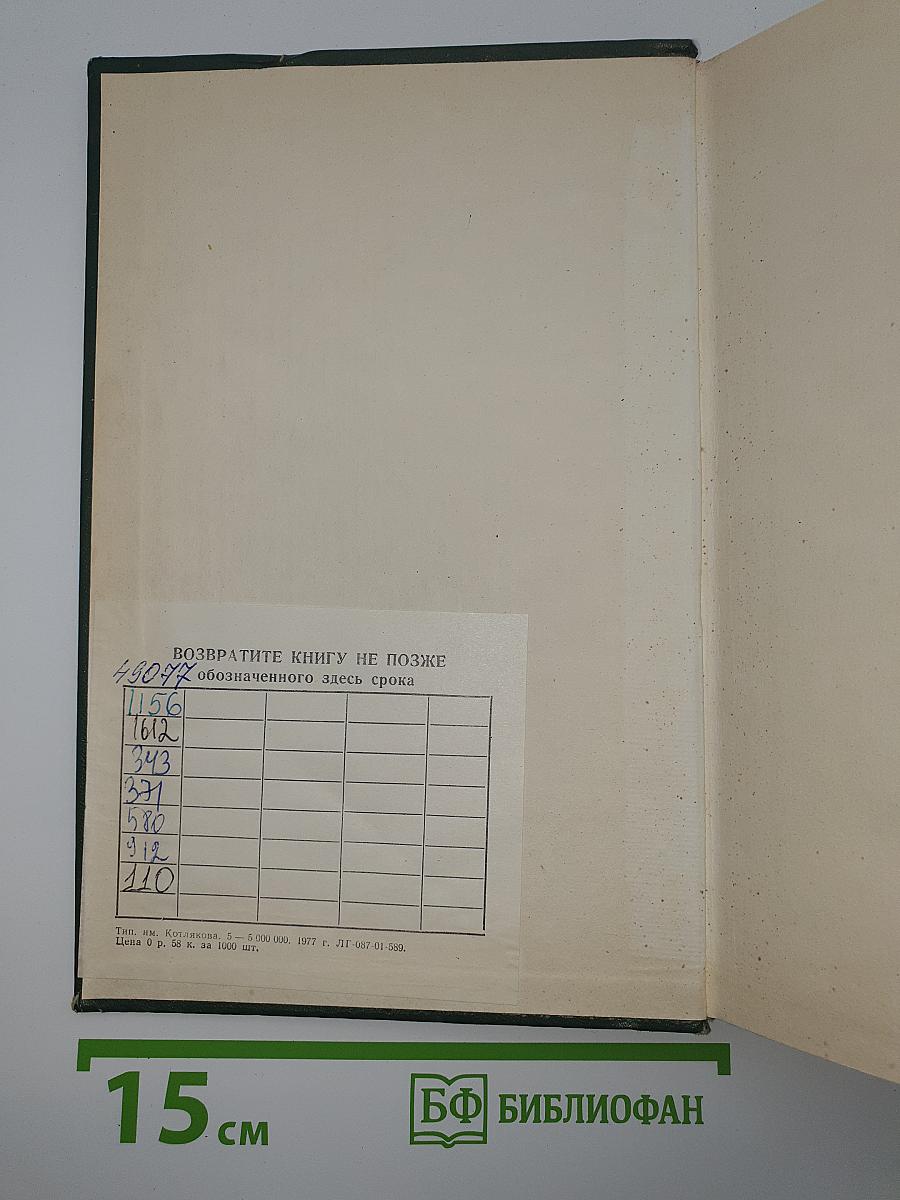 ВОЗВРАТИТЕ КНИГУ НЕ ПОЗЖЕ
49077 обозначенного здесь срока
1156
1612
343
371
580
912
110
Тип. им. Котлякова. 5 — 5 000 000. 1977 г. ЛГ-087-01-589.
Цена 0 р. 58 к. за 1000 шт.
15 см
БФ БИБЛИОФАН